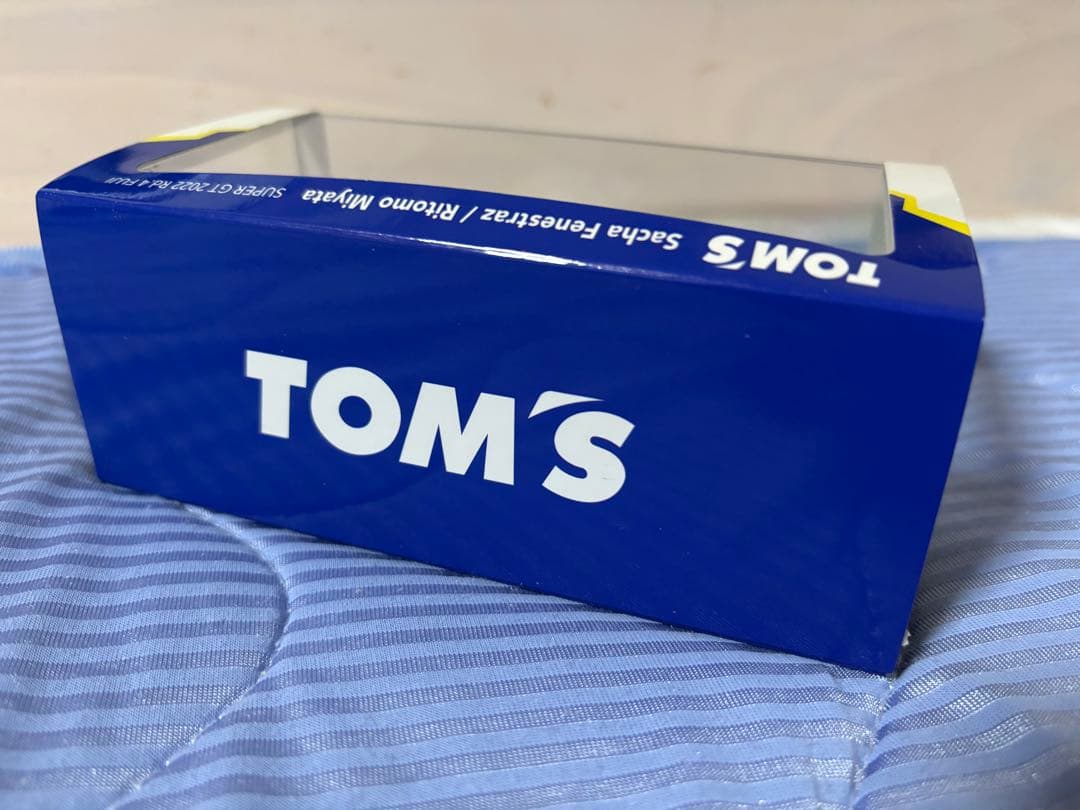 TOM'S Sacha Fenestraz / Ritomo Miyata SUPER GT 2022 Rd.4 FUJI
TOM'S